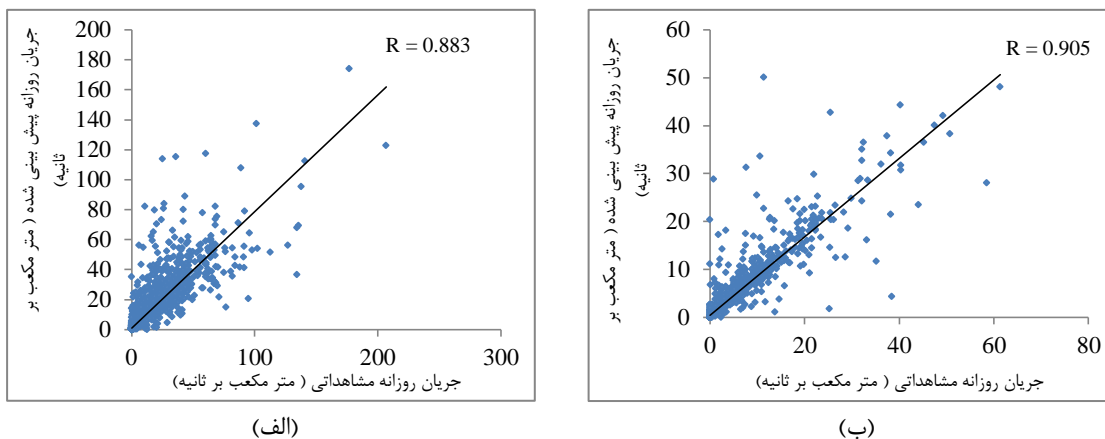 جریان روزانه پیش بینی شده ( متر مکعب بر
ثانیه)
200
180
160
140
120
100
80
60
40
20
0
R = 0.883
0 100 200 300
جریان روزانه مشاهداتی ( متر مکعب بر ثانیه)
(الف)
جریان روزانه پیش بینی شده ( متر مکعب بر
ثانیه)
60
50
40
30
20
10
0
R = 0.905
0 20 40 60 80
جریان روزانه مشاهداتی ( متر مکعب بر ثانیه)
(ب)